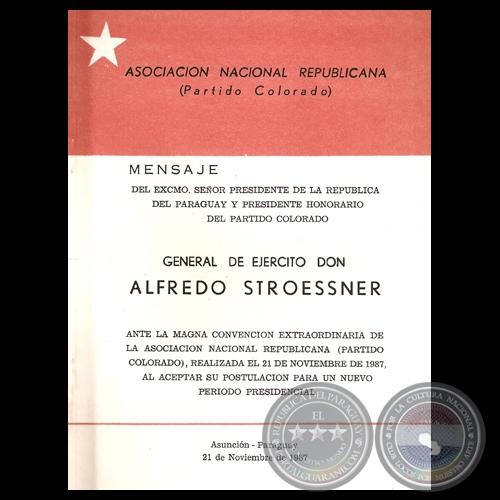 ASOCIACION NACIONAL REPUBLICANA
(Partido Colorado)
MENSAJE
DEL EXCMO. SEÑOR PRESIDENTE DE LA REPUBLICA
DEL PARAGUAY Y PRESIDENTE HONORARIO
DEL PARTIDO COLORADO
GENERAL DE EJERCITO DON
ALFREDO STROESSNER
ANTE LA MAGNA CONVENCION EXTRAORDINARIA DE
LA ASOCIACION NACIONAL REPUBLICANA (PARTIDO
COLORADO), REALIZADA EL 21 DE NOVIEMBRE DE 1987,
AL ACEPTAR SU POSTULACION PARA UN NUEVO
PERIODO PRESIDENCIAL
Asunción - Paraguay
21 de Noviembre de 1987